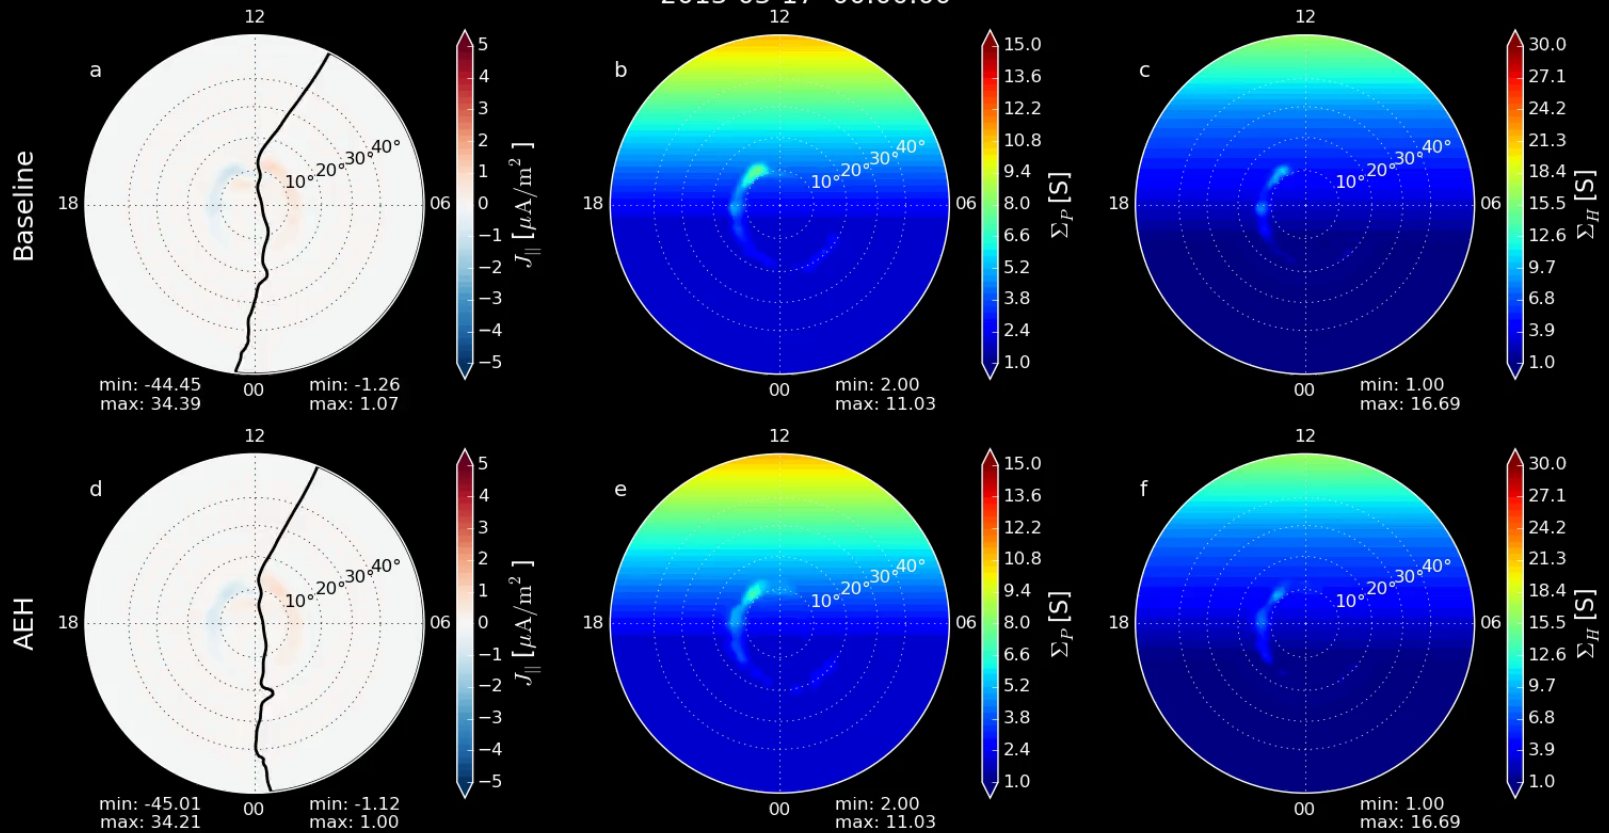 12
12
12
a
b
c
5
4
3
2
1
0
−1
−2
−3
−4
−5
J|| [μA/m² ]
15.0
13.6
12.2
10.8
9.4
8.0
6.6
5.2
3.8
2.4
1.0
Σ_P [S]
30.0
27.1
24.2
21.3
18.4
15.5
12.6
9.7
6.8
3.9
1.0
Σ_H [S]
Baseline
18
10° 20° 30° 40°
06
18
10° 20° 30° 40°
06
18
10° 20° 30° 40°
06
00
00
00
min: -44.45
max: 34.39
min: -1.26
max: 1.07
min: 2.00
max: 11.03
min: 1.00
max: 16.69
12
12
12
d
e
f
5
4
3
2
1
0
−1
−2
−3
−4
−5
J|| [μA/m² ]
15.0
13.6
12.2
10.8
9.4
8.0
6.6
5.2
3.8
2.4
1.0
Σ_P [S]
30.0
27.1
24.2
21.3
18.4
15.5
12.6
9.7
6.8
3.9
1.0
Σ_H [S]
AEH
18
10° 20° 30° 40°
06
18
10° 20° 30° 40°
06
18
10° 20° 30° 40°
06
00
00
00
min: -45.01
max: 34.21
min: -1.12
max: 1.00
min: 2.00
max: 11.03
min: 1.00
max: 16.69